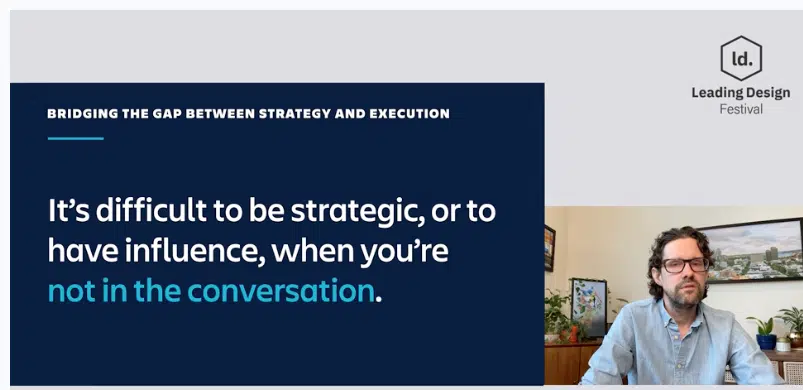 ld.
Leading Design
Festival
BRIDGING THE GAP BETWEEN STRATEGY AND EXECUTION
It’s difficult to be strategic, or to
have influence, when you’re
not in the conversation.